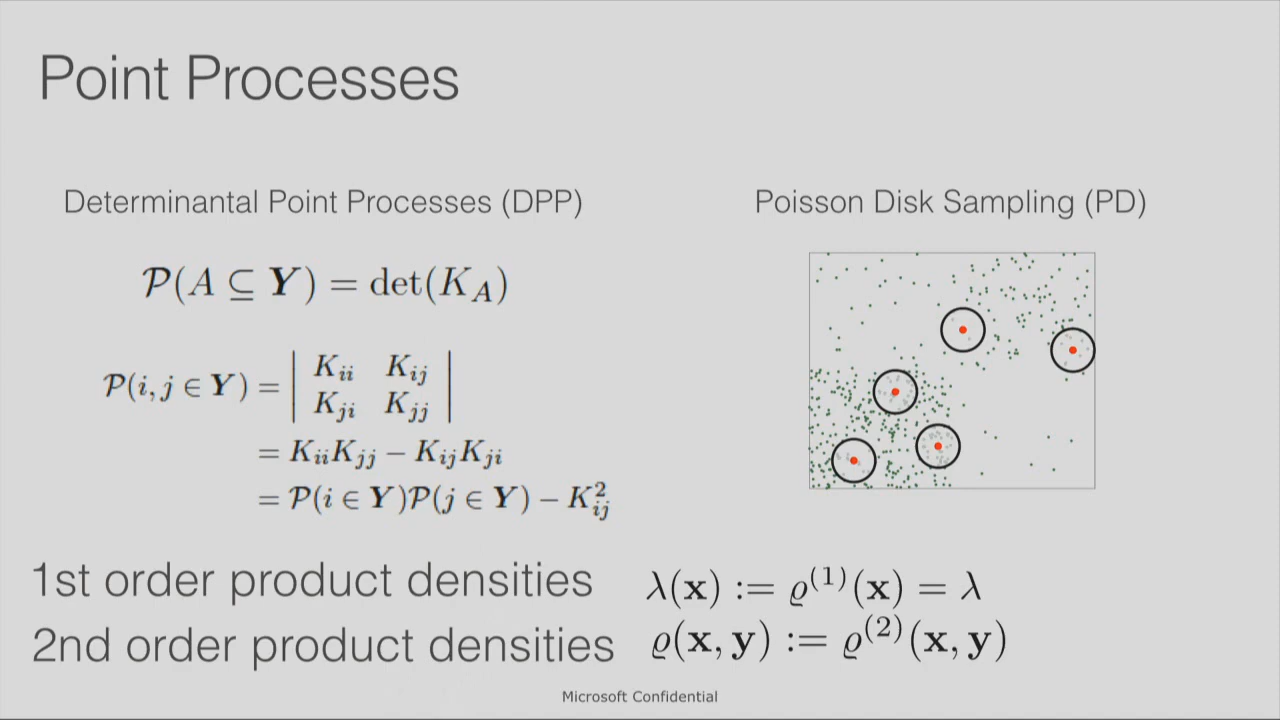 Point Processes
Determinantal Point Processes (DPP)
𝒫(A ⊆ Y) = det(K_A)
𝒫(i, j ∈ Y) = | K_ii K_ij |
| K_ji K_jj |
= K_ii K_jj − K_ij K_ji
= 𝒫(i ∈ Y)𝒫(j ∈ Y) − K_ij^2
Poisson Disk Sampling (PD)
1st order product densities λ(x) := ϱ^(1)(x) = λ
2nd order product densities ϱ(x, y) := ϱ^(2)(x, y)
Microsoft Confidential